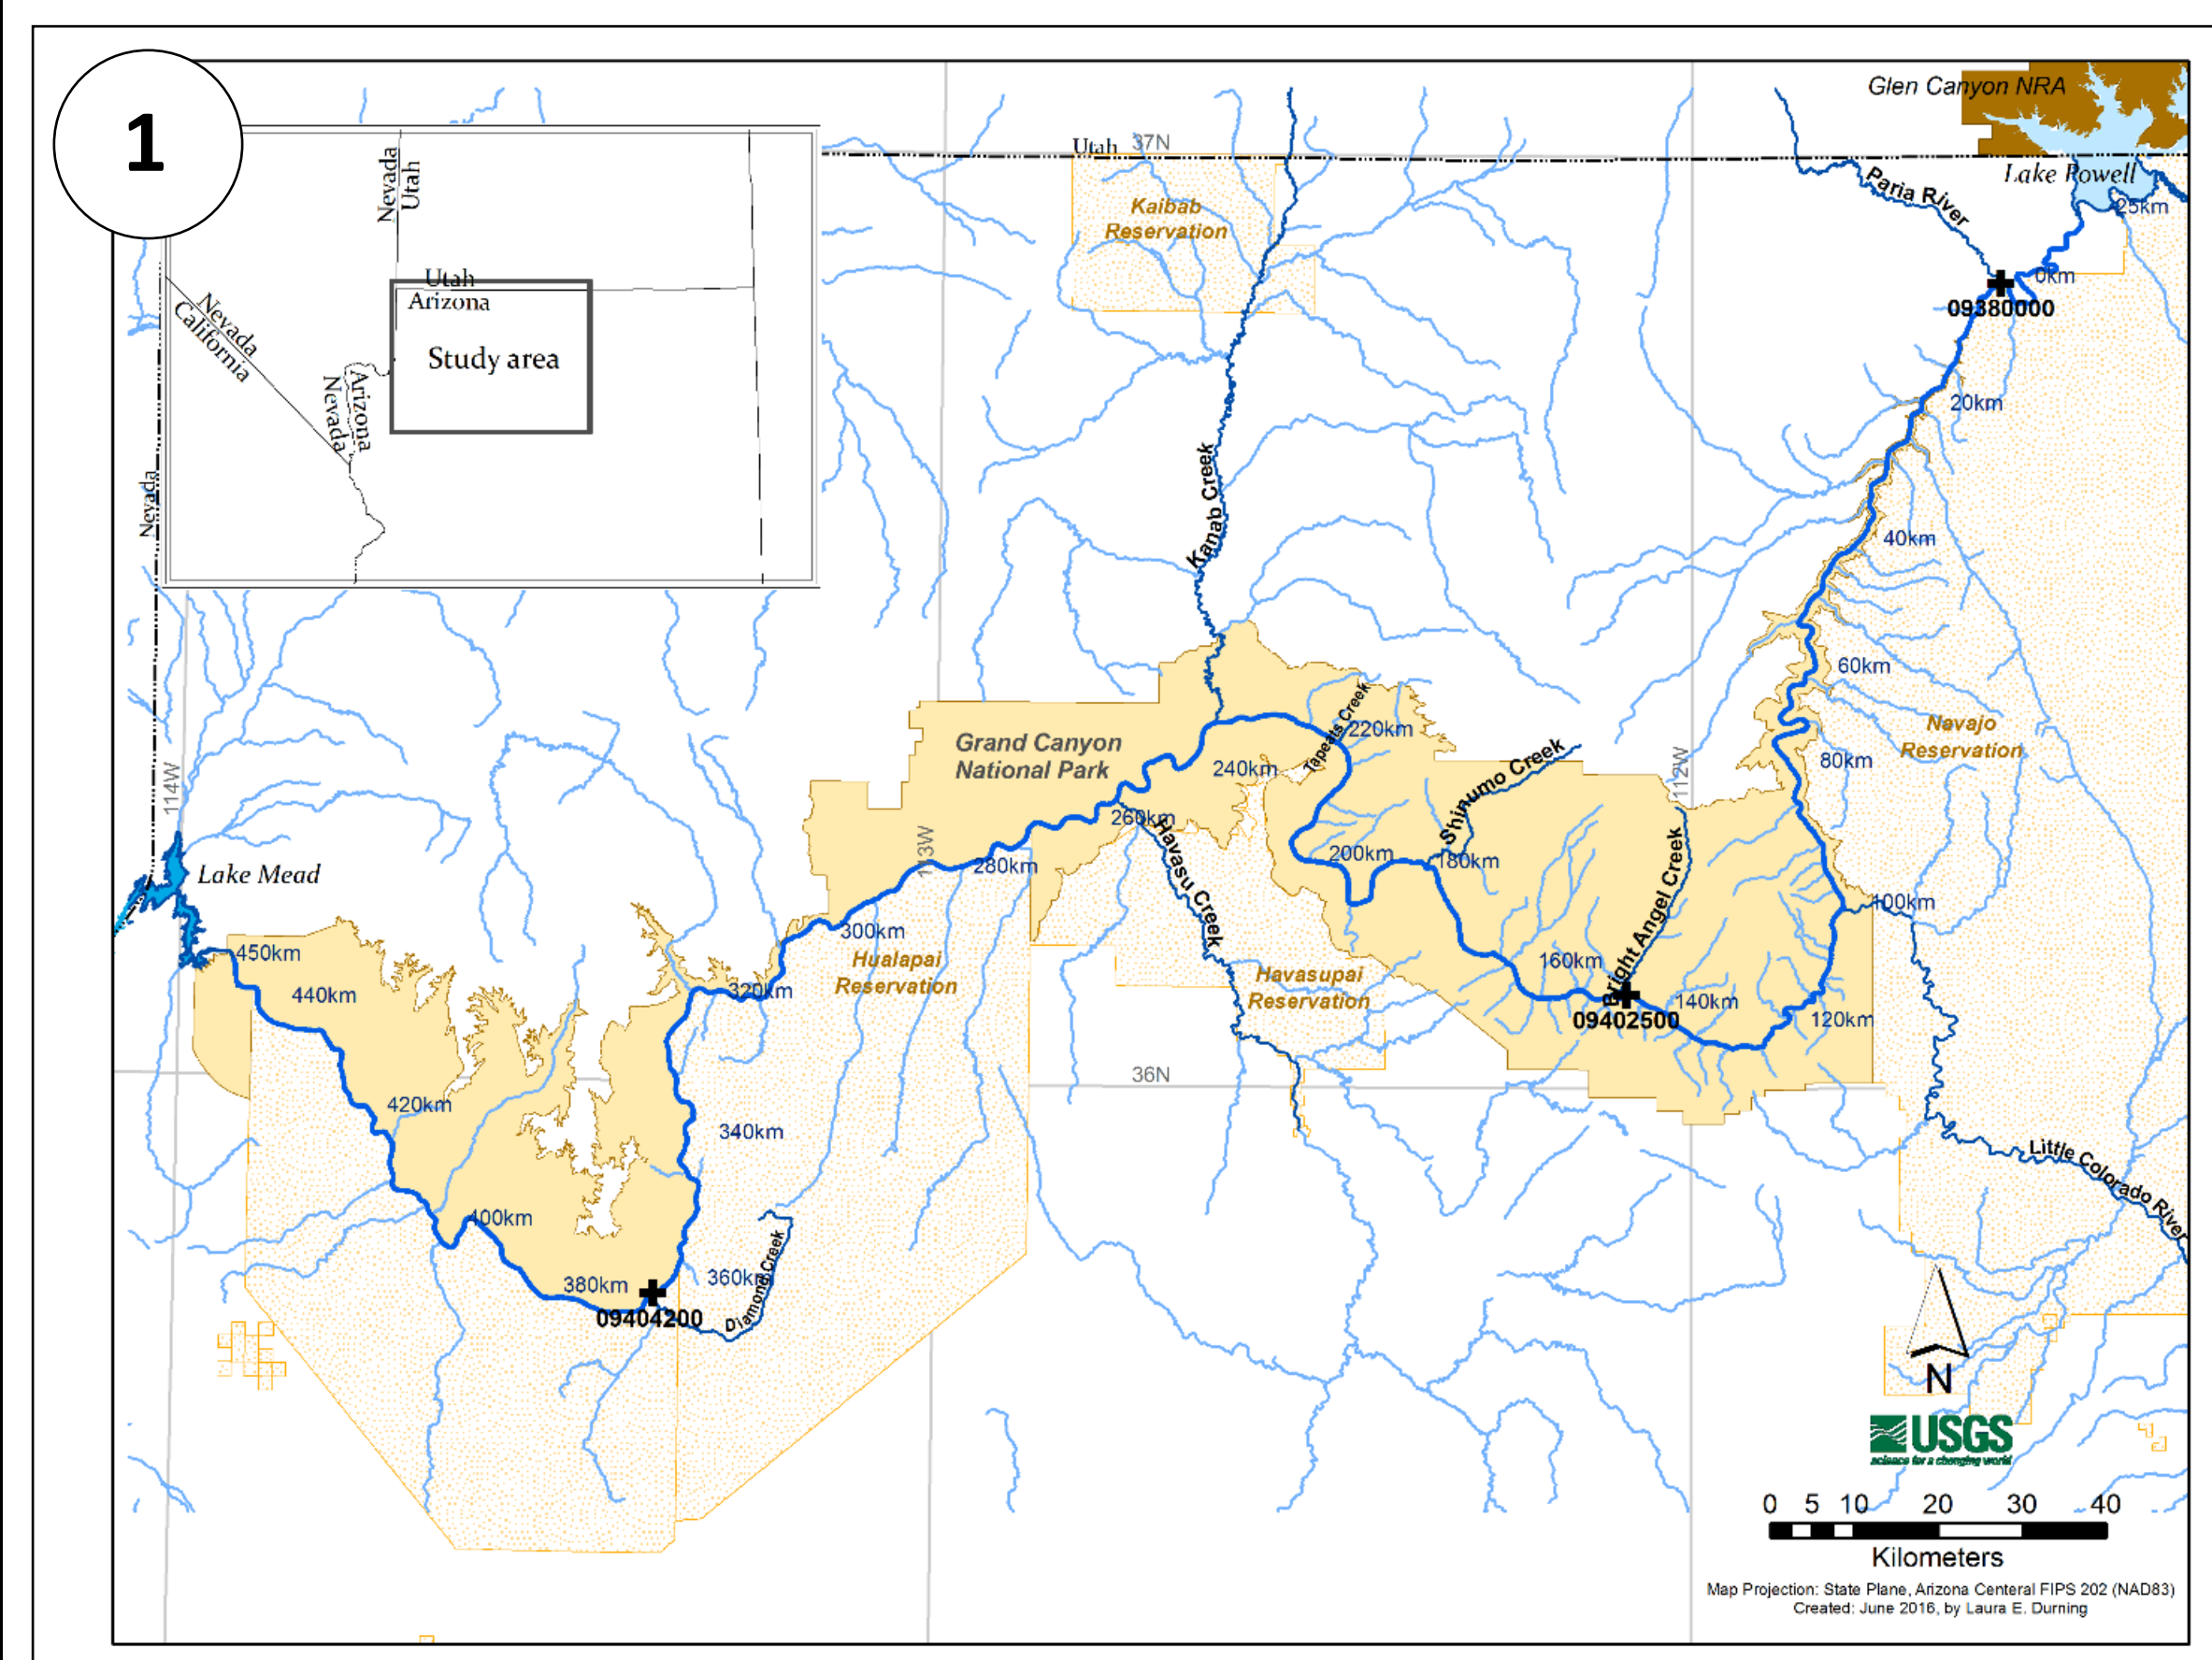 1
Glen Canyon NRA
Utah
37N
Lake Powell
Paria River
-25km
0km
09380000
Kaibab
Reservation
Nevada
Utah
Utah
Arizona
Study area
Nevada
California
Arizona
Nevada
Nevada
20km
40km
Kanab Creek
60km
Navajo
Reservation
80km
Grand Canyon
National Park
Tapeats Creek
220km
240km
Shinumo Creek
112W
114W
260km
Havasu Creek
113W
280km
200km
180km
Bright Angel Creek
100km
Lake Mead
300km
Hualapai
Reservation
450km
440km
320km
Havasupai
Reservation
160km
140km
09402500
120km
36N
420km
340km
Little Colorado River
400km
380km
360km
Diamond Creek
09404200
N
USGS
science for a changing world
0 5 10 20 30 40
Kilometers
Map Projection: State Plane, Arizona Centeral FIPS 202 (NAD83)
Created: June 2016, by Laura E. Durning